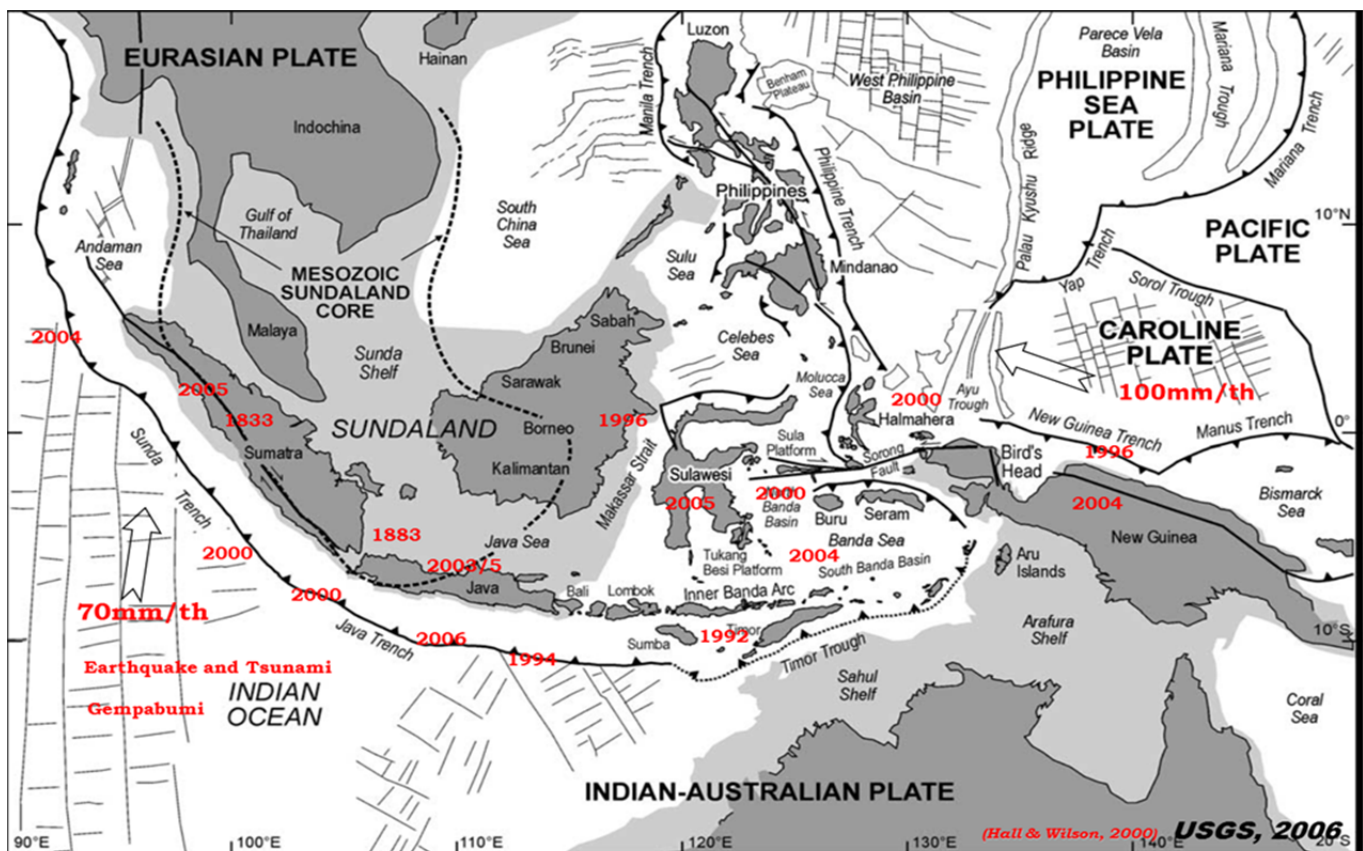 EURASIAN PLATE
Hainan
Luzon
Manila Trench
Benham
Plateau
West Philippine
Basin
Parece Vela
Basin
PHILIPPINE
SEA
PLATE
Mariana
Trough
Mariana Trench
Indochina
Philippine Trench
Palau Kyushu Ridge
Philippines
Gulf of
Thailand
South
China
Sea
10°N
Andaman
Sea
MESOZOIC
SUNDALAND
CORE
Sulu
Sea
Mindanao
Yap Trench
PACIFIC
PLATE
Sorol Trough
Malaya
Sabah
Brunei
Celebes
Sea
CAROLINE
PLATE
2004
Sunda
Shelf
Sarawak
Molucca
Sea
2000
Ayu
Trough
100mm/th
2005
1833
SUNDALAND
Borneo
1996
Halmahera
New Guinea Trench
Manus Trench
0°
Sumatra
Kalimantan
Makassar Strait
Sula
Platform
Sorong
Fault
Bird's
Head
1996
Sunda
Trench
Sulawesi
2005
2000
North
Banda
Basin
Buru
Seram
2004
Bismarck
Sea
1883
Java Sea
New Guinea
2000
Banda Sea
2004
Tukang
Besi Platform
South Banda Basin
Aru
Islands
2003/5
2000
Java
Bali
Lombok
Inner Banda Arc
70mm/th
Java Trench
2006
1994
Sumba
1992
Timor
Timor Trough
Arafura
Shelf
10°S
Earthquake and Tsunami
Gempabumi
INDIAN
OCEAN
Sahul
Shelf
Coral
Sea
INDIAN-AUSTRALIAN PLATE
(Hall & Wilson, 2000)
USGS, 2006
90°E
100°E
110°E
120°E
130°E
140°E
20°S